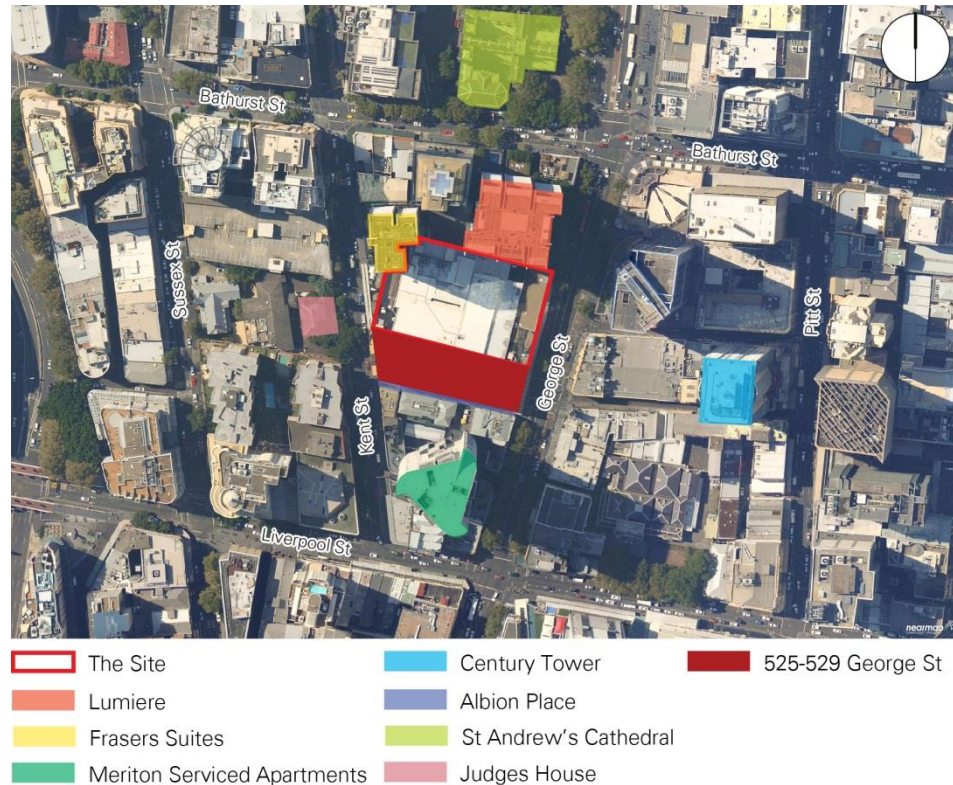 Bathurst St
Bathurst St
Sussex St
Pitt St
George St
Kent St
Liverpool St
nearmap
The Site
Lumiere
Frasers Suites
Meriton Serviced Apartments
Century Tower
Albion Place
St Andrew's Cathedral
Judges House
525-529 George St